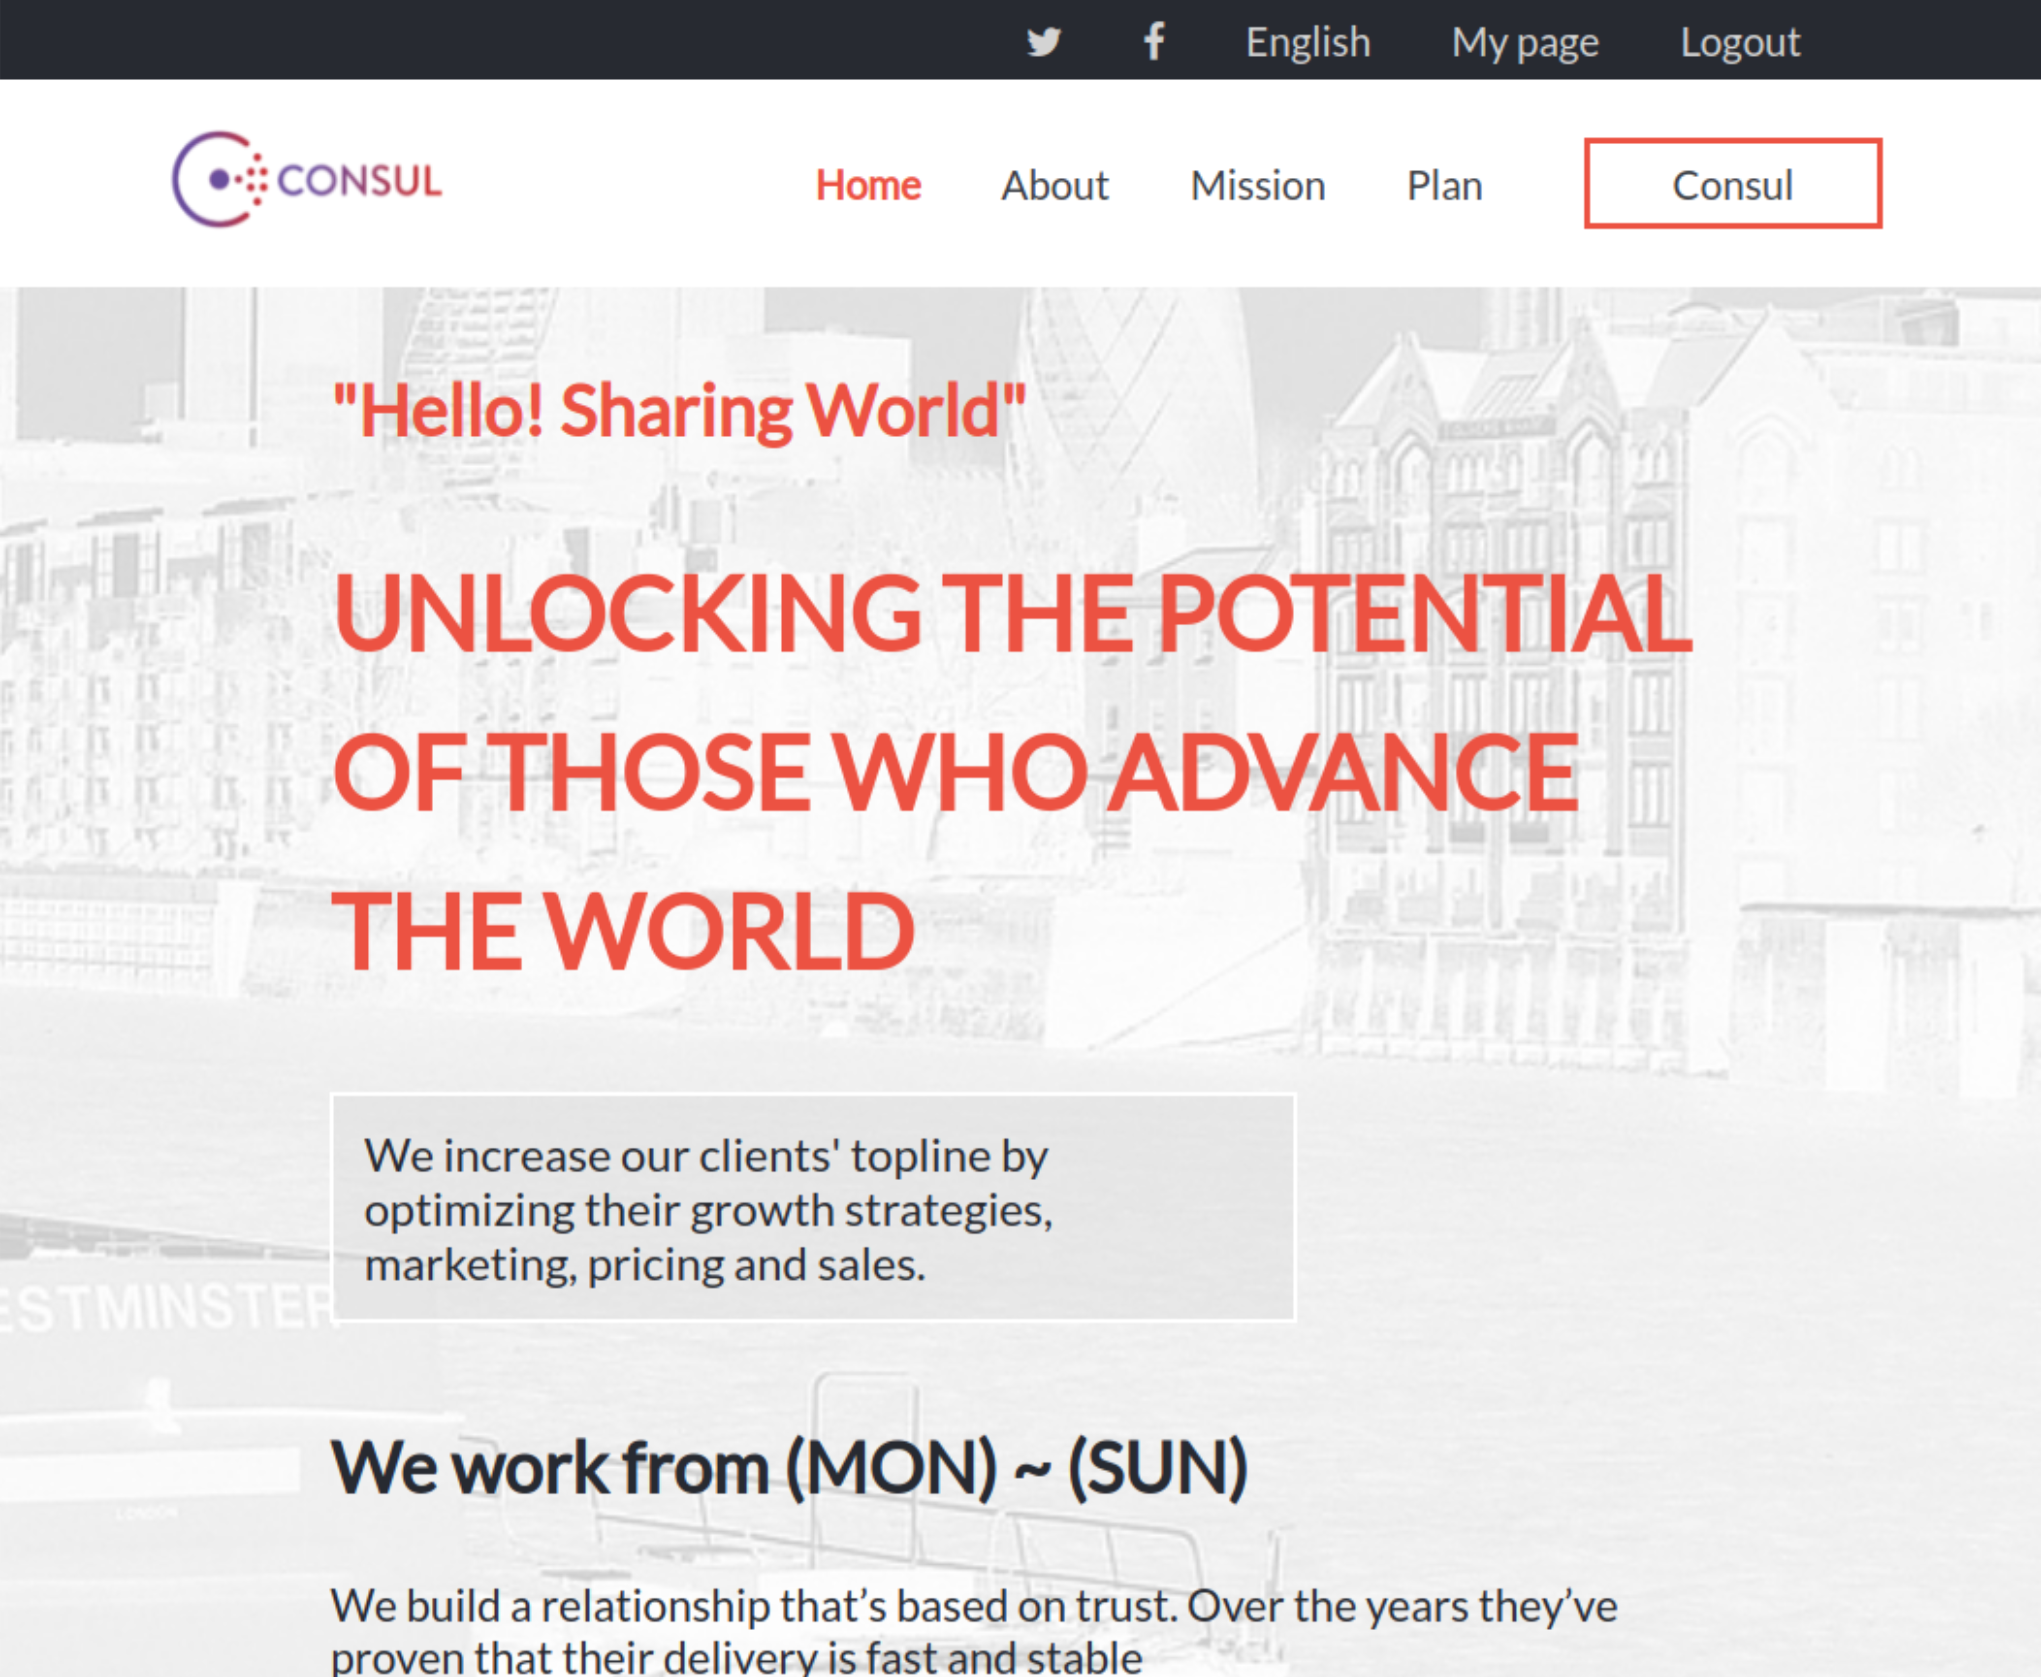 English My page Logout
CONSUL
Home About Mission Plan Consul
"Hello! Sharing World"
UNLOCKING THE POTENTIAL
OF THOSE WHO ADVANCE
THE WORLD
We increase our clients' topline by
optimizing their growth strategies,
marketing, pricing and sales.
ESTMINSTER
LONDON
We work from (MON) ~ (SUN)
We build a relationship that’s based on trust. Over the years they’ve
proven that their delivery is fast and stable